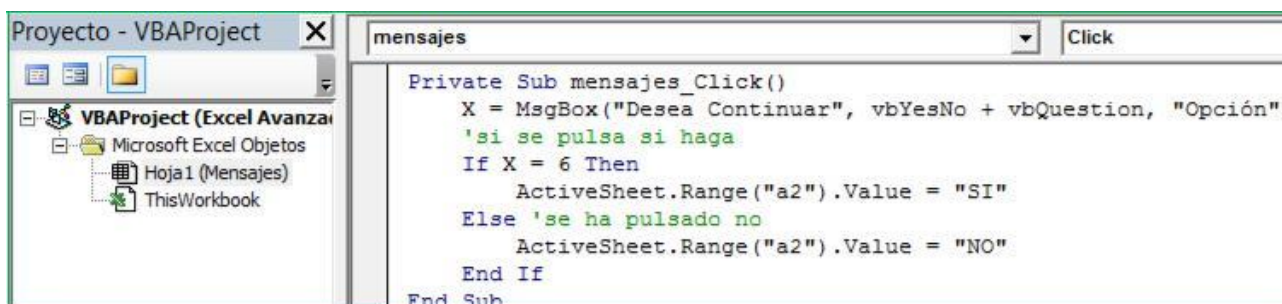 Proyecto - VBAProject
VBAProject (Excel Avanza
Microsoft Excel Objetos
Hoja1 (Mensajes)
ThisWorkbook
mensajes
Click
Private Sub mensajes_Click()
X = MsgBox("Desea Continuar", vbYesNo + vbQuestion, "Opción"
'si se pulsa si haga
If X = 6 Then
ActiveSheet.Range("a2").Value = "SI"
Else 'se ha pulsado no
ActiveSheet.Range("a2").Value = "NO"
End If
End Sub